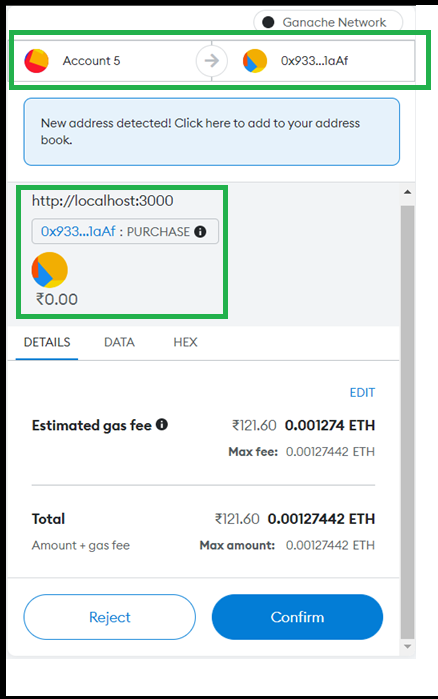 Ganache Network
Account 5
0x933...1aAf
New address detected! Click here to add to your address
book.
http://localhost:3000
0x933...1aAf : PURCHASE
₹0.00
DETAILS DATA HEX
EDIT
Estimated gas fee ₹121.60 0.001274 ETH
Max fee: 0.00127442 ETH
Total ₹121.60 0.00127442 ETH
Amount + gas fee Max amount: 0.00127442 ETH
Reject Confirm